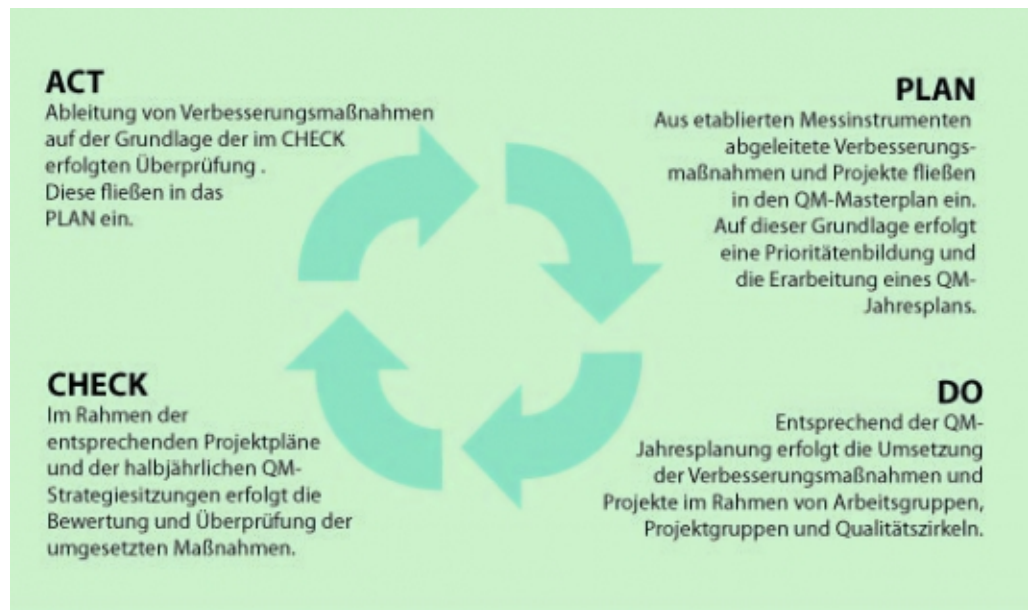 ACT
Ableitung von Verbesserungsmaßnahmen
auf der Grundlage der im CHECK
erfolgten Überprüfung .
Diese fließen in das
PLAN ein.
PLAN
Aus etablierten Messinstrumenten
abgeleitete Verbesserungs-
maßnahmen und Projekte fließen
in den QM-Masterplan ein.
Auf dieser Grundlage erfolgt
eine Prioritätenbildung und
die Erarbeitung eines QM-
Jahresplans.
CHECK
Im Rahmen der
entsprechenden Projektpläne
und der halbjährlichen QM-
Strategiesitzungen erfolgt die
Bewertung und Überprüfung der
umgesetzten Maßnahmen.
DO
Entsprechend der QM-
Jahresplanung erfolgt die Umsetzung
der Verbesserungsmaßnahmen und
Projekte im Rahmen von Arbeitsgruppen,
Projektgruppen und Qualitätszirkeln.